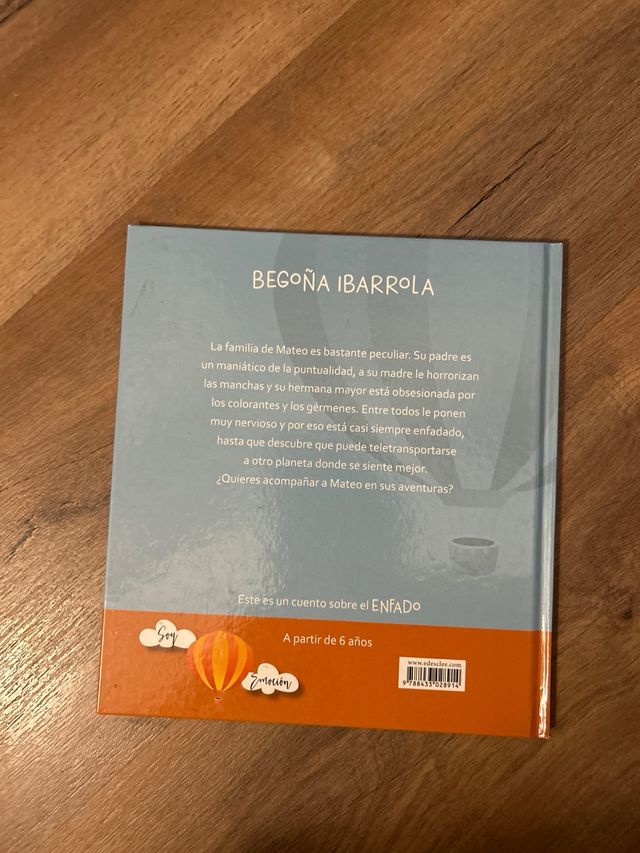 BEGOÑA IBARROLA
La familia de Mateo es bastante peculiar. Su padre es
un maniático de la puntualidad, a su madre le horrorizan
las manchas y su hermana mayor está obsesionada por
los colorantes y los gérmenes. Entre todos le ponen
muy nervioso y por eso está casi siempre enfadado,
hasta que descubre que puede teletransportarse
a otro planeta donde se siente mejor.
¿Quieres acompañar a Mateo en sus aventuras?
Este es un cuento sobre el ENFADO
A partir de 6 años
Soy
Emoción
www.edesclee.com
9 788433 028914